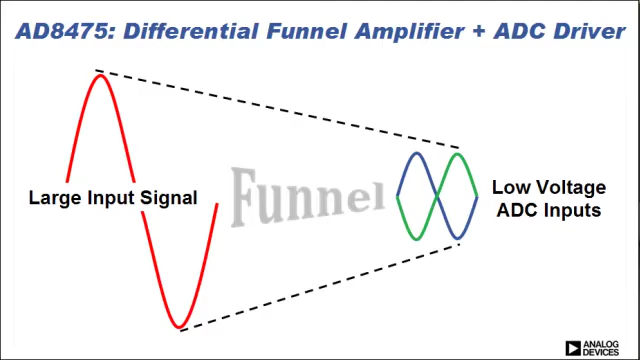 AD8475: Differential Funnel Amplifier + ADC Driver
Large Input Signal
Funnel
Low Voltage
ADC Inputs
ANALOG
DEVICES